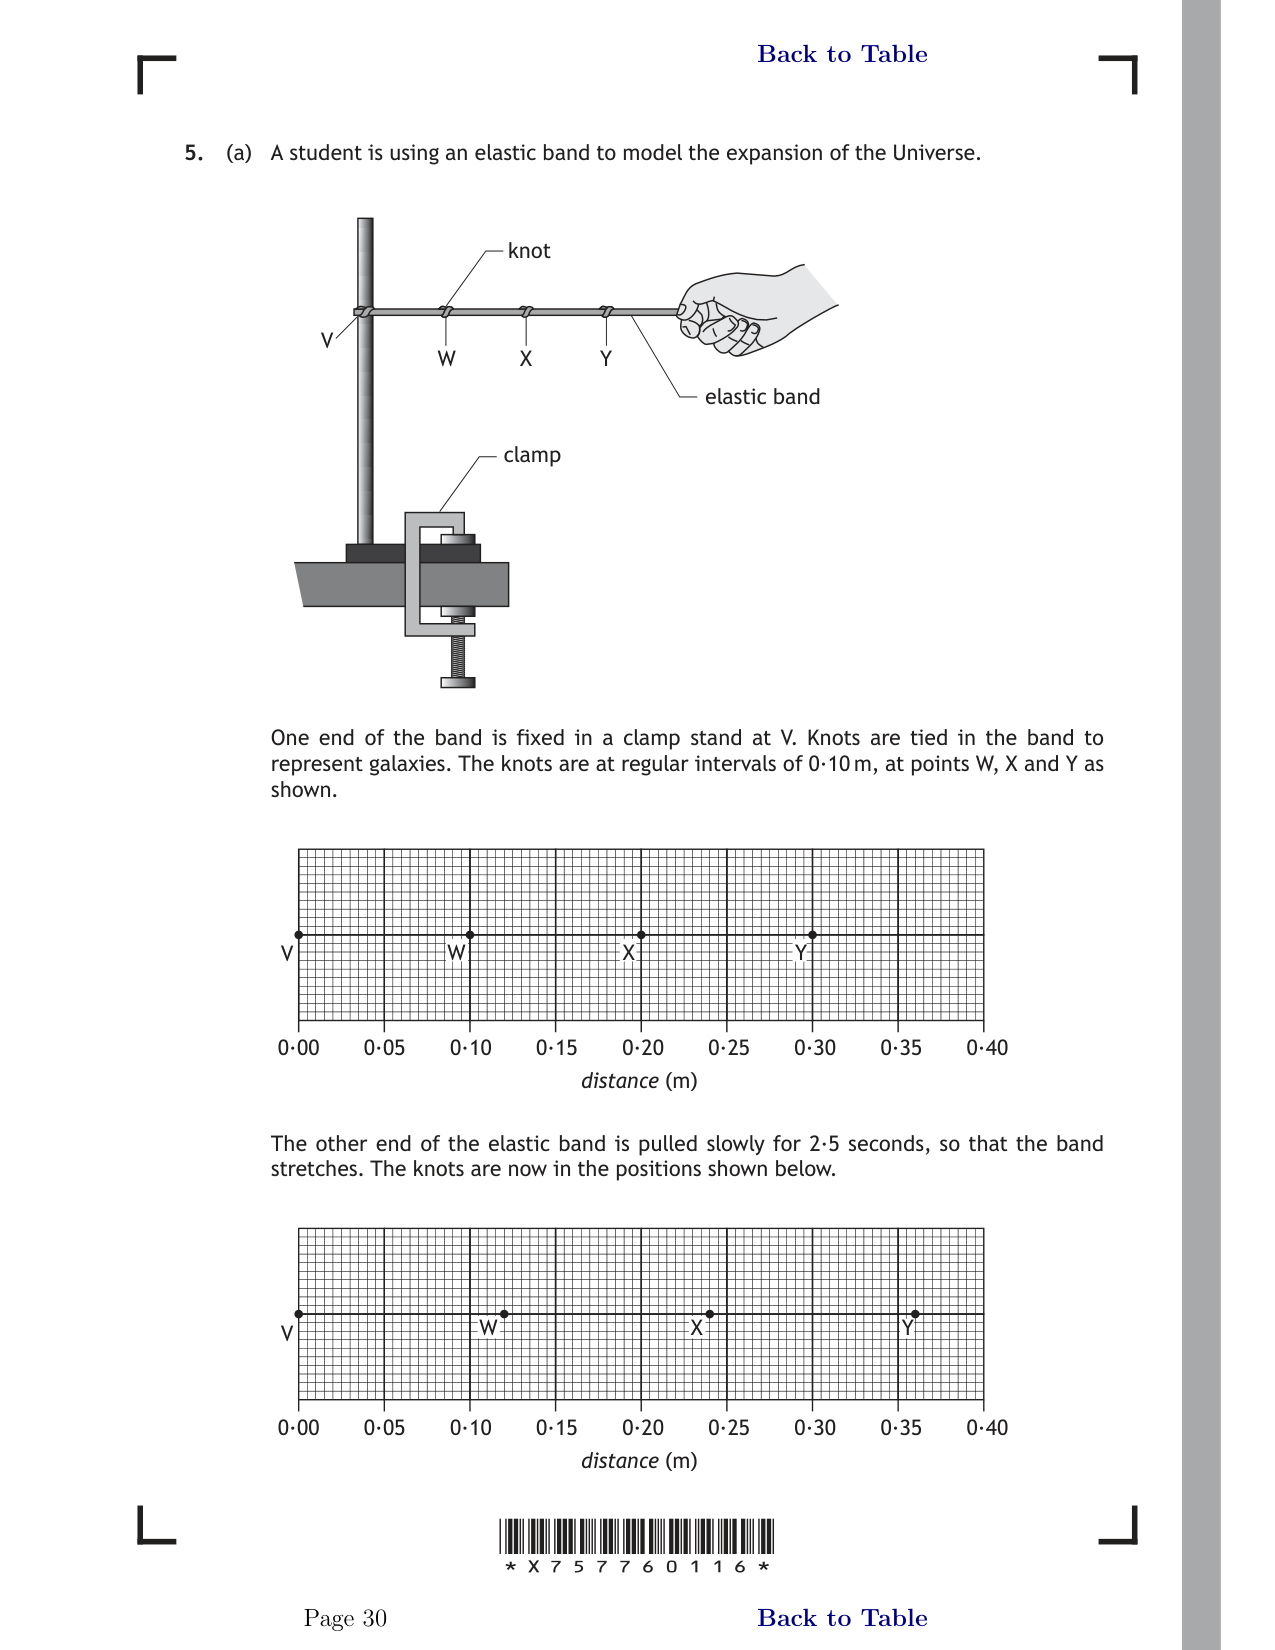 Back to Table
5. (a) A student is using an elastic band to model the expansion of the Universe.
knot
V
W X Y
elastic band
clamp
One end of the band is fixed in a clamp stand at V. Knots are tied in the band to
represent galaxies. The knots are at regular intervals of 0·10 m, at points W, X and Y as
shown.
V W X Y
0·00 0·05 0·10 0·15 0·20 0·25 0·30 0·35 0·40
distance (m)
The other end of the elastic band is pulled slowly for 2·5 seconds, so that the band
stretches. The knots are now in the positions shown below.
V W X Y
0·00 0·05 0·10 0·15 0·20 0·25 0·30 0·35 0·40
distance (m)
* X 7 5 7 7 6 0 1 1 6 *
Page 30 Back to Table